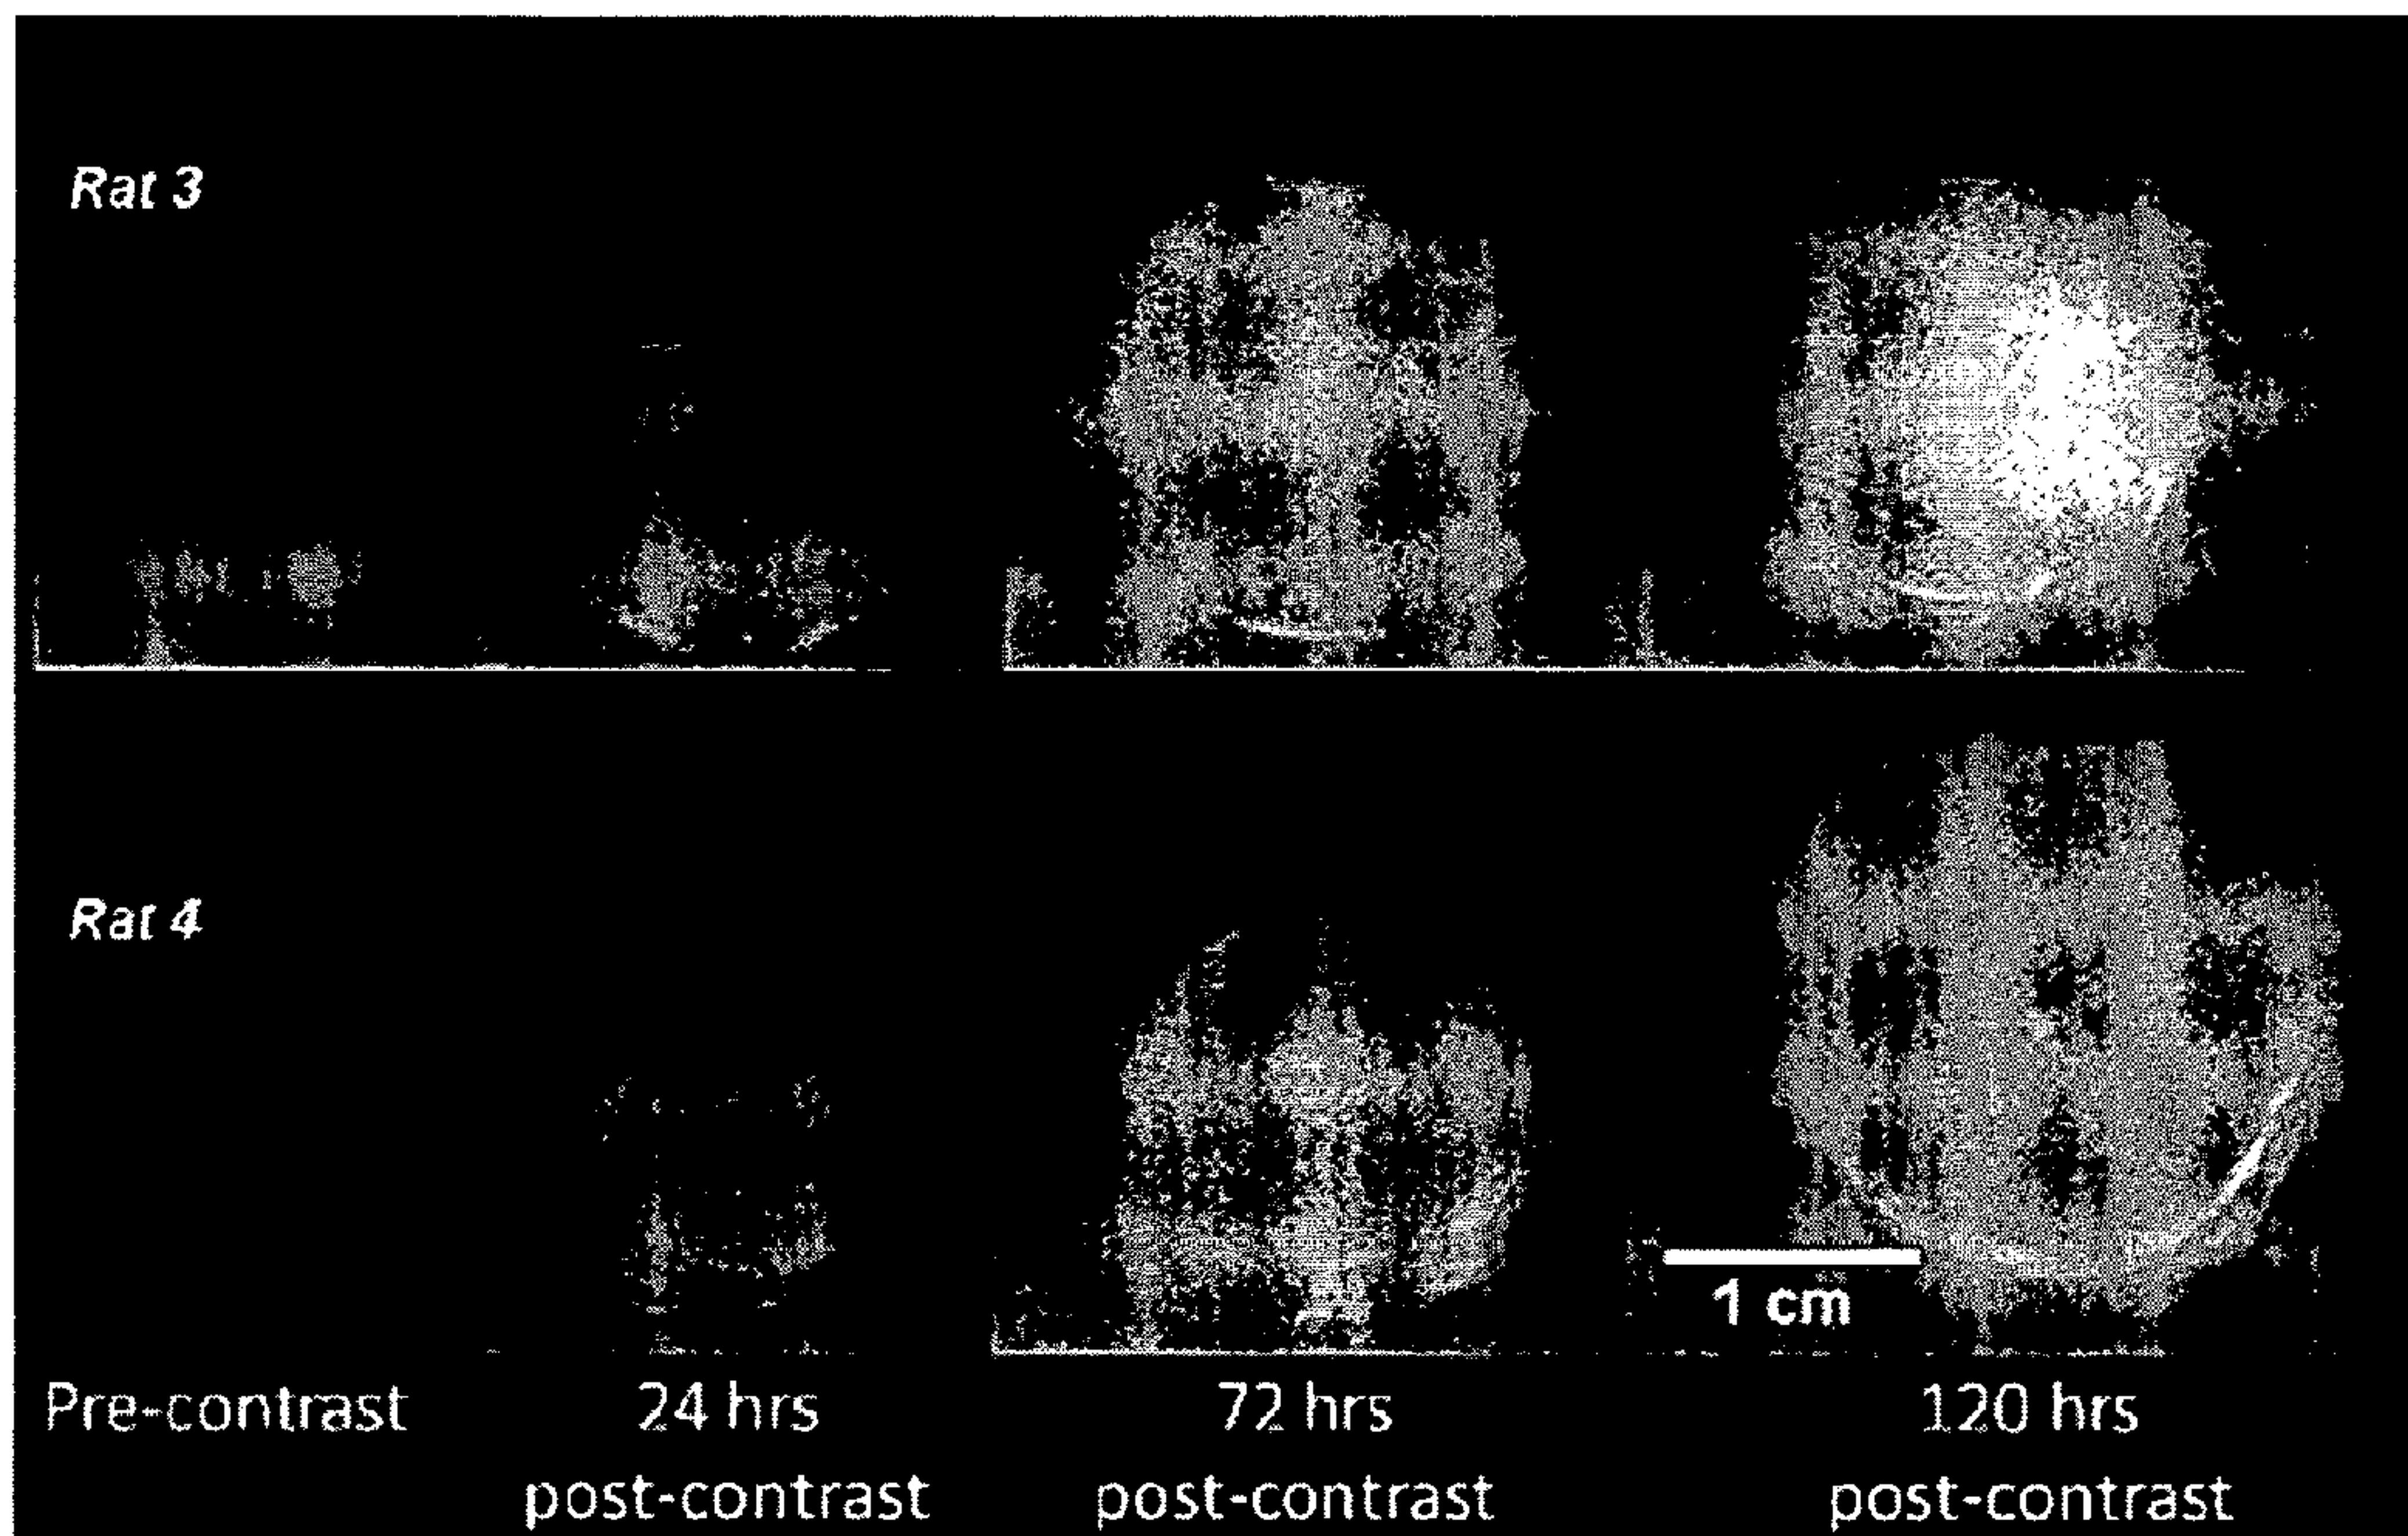 Rat 3
Rat 4
1 cm
Pre-contrast
24 hrs
post-contrast
72 hrs
post-contrast
120 hrs
post-contrast